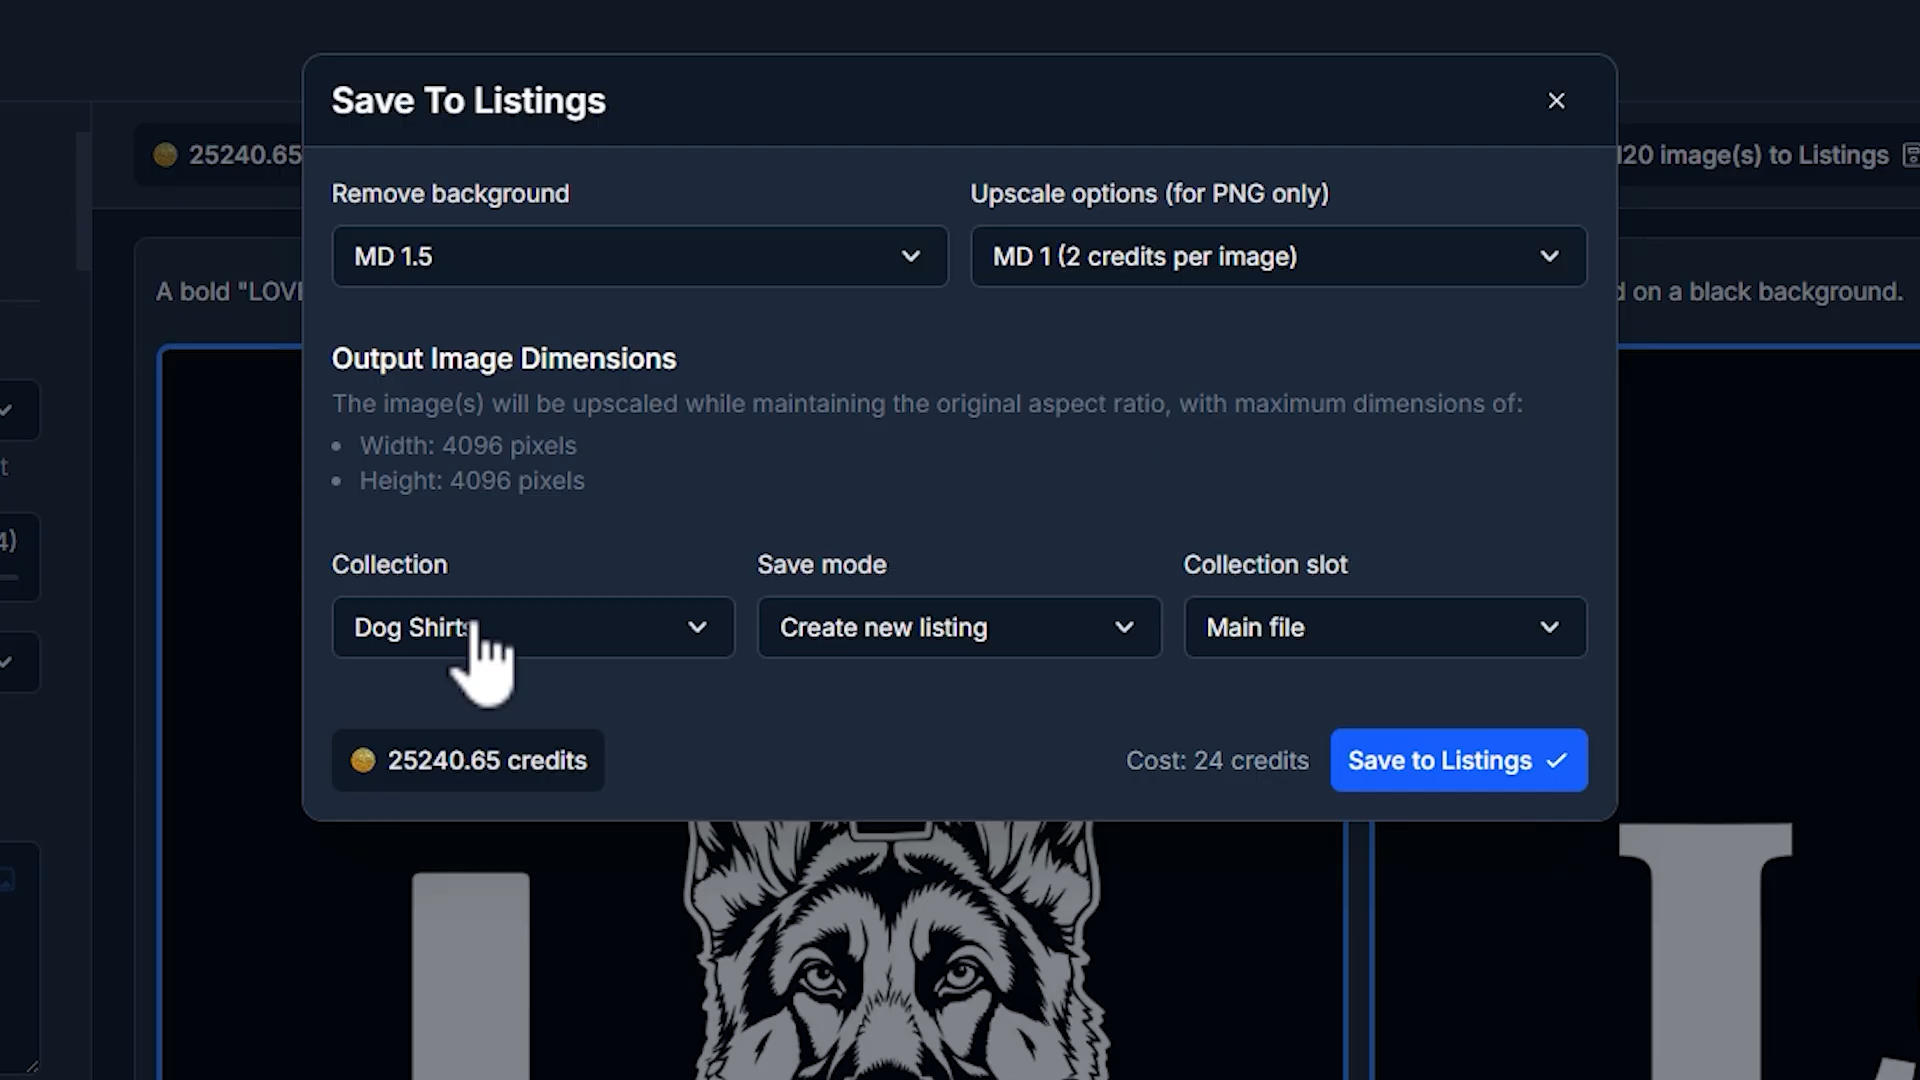 Save To Listings
25240.65
20 image(s) to Listings
Remove background
Upscale options (for PNG only)
MD 1.5
MD 1 (2 credits per image)
A bold "LOVE
on a black background.
Output Image Dimensions
The image(s) will be upscaled while maintaining the original aspect ratio, with maximum dimensions of:
• Width: 4096 pixels
• Height: 4096 pixels
t
4)
Collection
Save mode
Collection slot
Dog Shirts
Create new listing
Main file
25240.65 credits
Cost: 24 credits
Save to Listings